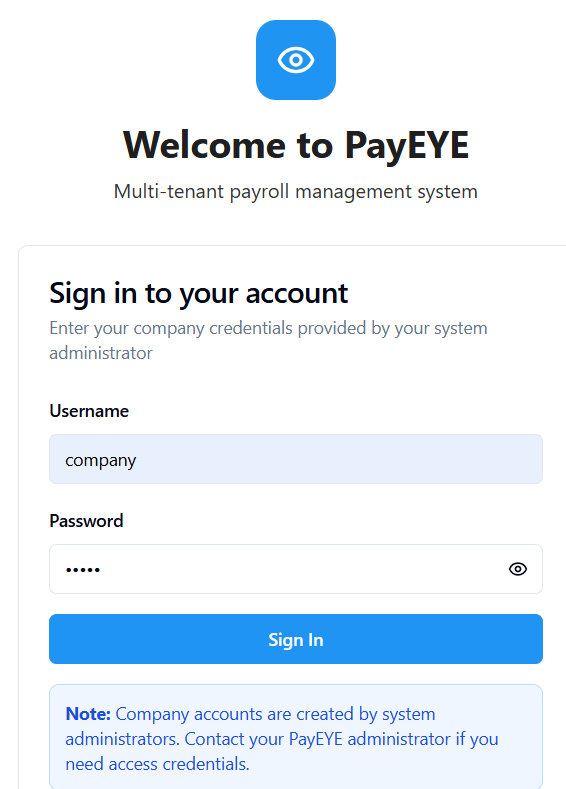 Welcome to PayEYE
Multi-tenant payroll management system
Sign in to your account
Enter your company credentials provided by your system
administrator
Username
company
Password
•••••
Sign In
Note: Company accounts are created by system
administrators. Contact your PayEYE administrator if you
need access credentials.